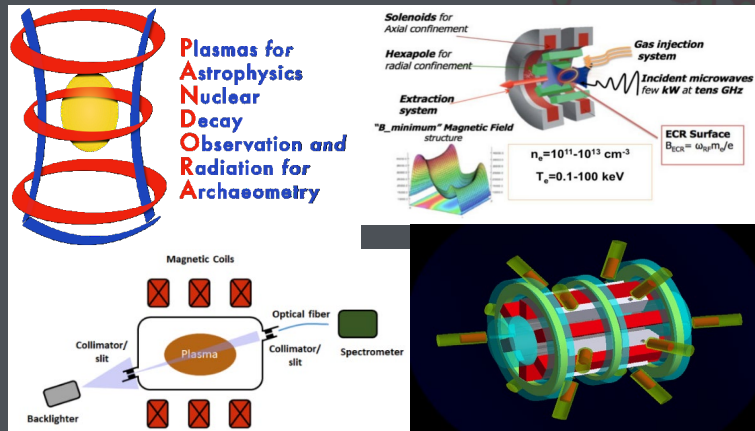 Plasmas for
Astrophysics
Nuclear
Decay
Observation and
Radiation for
Archaeometry
Solenoids for
Axial confinement
Hexapole for
radial confinement
Extraction
system
Gas injection
system
Incident microwaves
few kW at tens GHz
"B_minimum" Magnetic Field
structure
ECR Surface
B_ECR= ω_RFm_e/e
n_e=10^11-10^13 cm^-3
T_e=0.1-100 keV
Magnetic Coils
Optical fiber
Collimator/
slit
Plasma
Collimator/
slit
Spectrometer
Backlighter